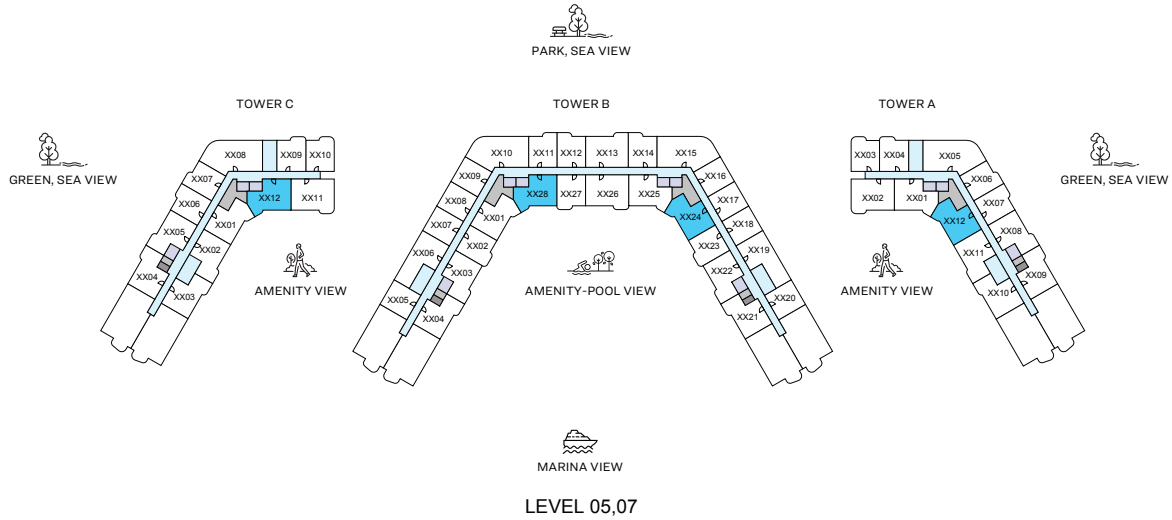 PARK, SEA VIEW
TOWER C
TOWER B
TOWER A
GREEN, SEA VIEW
GREEN, SEA VIEW
XX08
XX09
XX10
XX07
XX12
XX11
XX06
XX01
XX05
XX02
XX04
XX03
AMENITY VIEW
XX10
XX11
XX12
XX13
XX14
XX15
XX09
XX28
XX27
XX26
XX25
XX16
XX08
XX01
XX24
XX17
XX07
XX02
XX23
XX18
XX06
XX03
XX22
XX19
XX05
XX04
XX21
XX20
AMENITY-POOL VIEW
XX03
XX04
XX05
XX02
XX01
XX06
XX12
XX07
XX11
XX08
XX10
XX09
AMENITY VIEW
MARINA VIEW
LEVEL 05,07